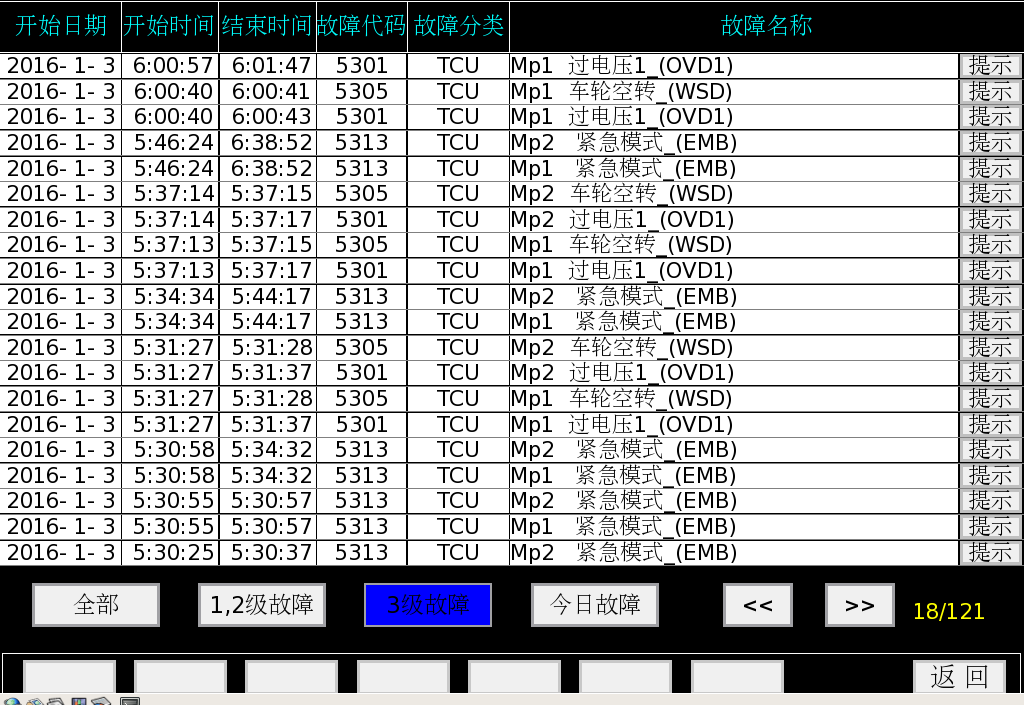 开始日期 开始时间 结束时间 故障代码 故障分类 故障名称
2016- 1- 3 6:00:57 6:01:47 5301 TCU Mp1 过电压1_(OVD1) 提示
2016- 1- 3 6:00:40 6:00:41 5305 TCU Mp1 车轮空转_(WSD) 提示
2016- 1- 3 6:00:40 6:00:43 5301 TCU Mp1 过电压1_(OVD1) 提示
2016- 1- 3 5:46:24 6:38:52 5313 TCU Mp2 紧急模式_(EMB) 提示
2016- 1- 3 5:46:24 6:38:52 5313 TCU Mp1 紧急模式_(EMB) 提示
2016- 1- 3 5:37:14 5:37:15 5305 TCU Mp2 车轮空转_(WSD) 提示
2016- 1- 3 5:37:14 5:37:17 5301 TCU Mp2 过电压1_(OVD1) 提示
2016- 1- 3 5:37:13 5:37:15 5305 TCU Mp1 车轮空转_(WSD) 提示
2016- 1- 3 5:37:13 5:37:17 5301 TCU Mp1 过电压1_(OVD1) 提示
2016- 1- 3 5:34:34 5:44:17 5313 TCU Mp2 紧急模式_(EMB) 提示
2016- 1- 3 5:34:34 5:44:17 5313 TCU Mp1 紧急模式_(EMB) 提示
2016- 1- 3 5:31:27 5:31:28 5305 TCU Mp2 车轮空转_(WSD) 提示
2016- 1- 3 5:31:27 5:31:37 5301 TCU Mp2 过电压1_(OVD1) 提示
2016- 1- 3 5:31:27 5:31:28 5305 TCU Mp1 车轮空转_(WSD) 提示
2016- 1- 3 5:31:27 5:31:37 5301 TCU Mp1 过电压1_(OVD1) 提示
2016- 1- 3 5:30:58 5:34:32 5313 TCU Mp2 紧急模式_(EMB) 提示
2016- 1- 3 5:30:58 5:34:32 5313 TCU Mp1 紧急模式_(EMB) 提示
2016- 1- 3 5:30:55 5:30:57 5313 TCU Mp2 紧急模式_(EMB) 提示
2016- 1- 3 5:30:55 5:30:57 5313 TCU Mp1 紧急模式_(EMB) 提示
2016- 1- 3 5:30:25 5:30:37 5313 TCU Mp2 紧急模式_(EMB) 提示
全部 1,2级故障 3级故障 今日故障 << >> 18/121
返 回